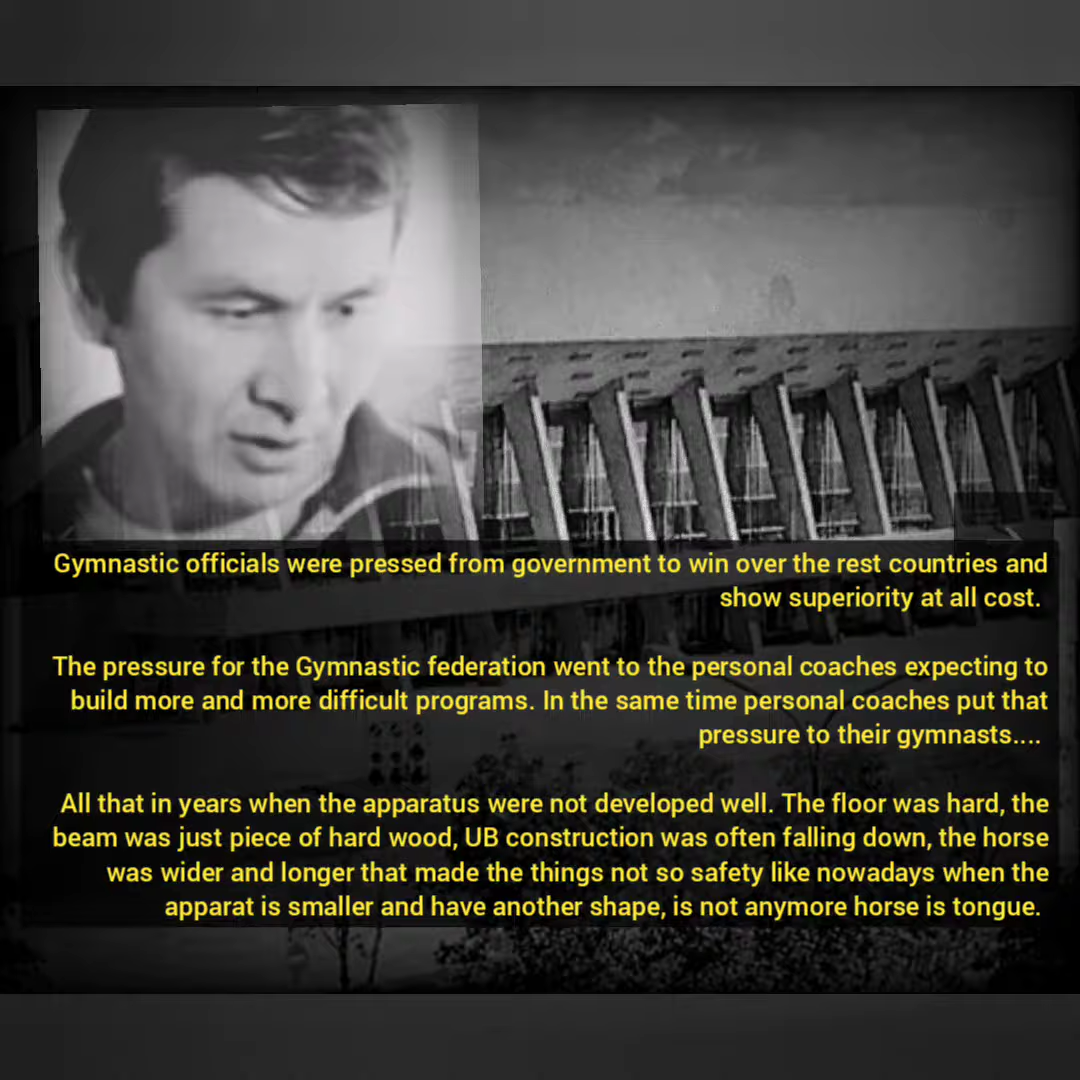 Gymnastic officials were pressed from government to win over the rest countries and
show superiority at all cost.
The pressure for the Gymnastic federation went to the personal coaches expecting to
build more and more difficult programs. In the same time personal coaches put that
pressure to their gymnasts....
All that in years when the apparatus were not developed well. The floor was hard, the
beam was just piece of hard wood, UB construction was often falling down, the horse
was wider and longer that made the things not so safety like nowadays when the
apparat is smaller and have another shape, is not anymore horse is tongue.